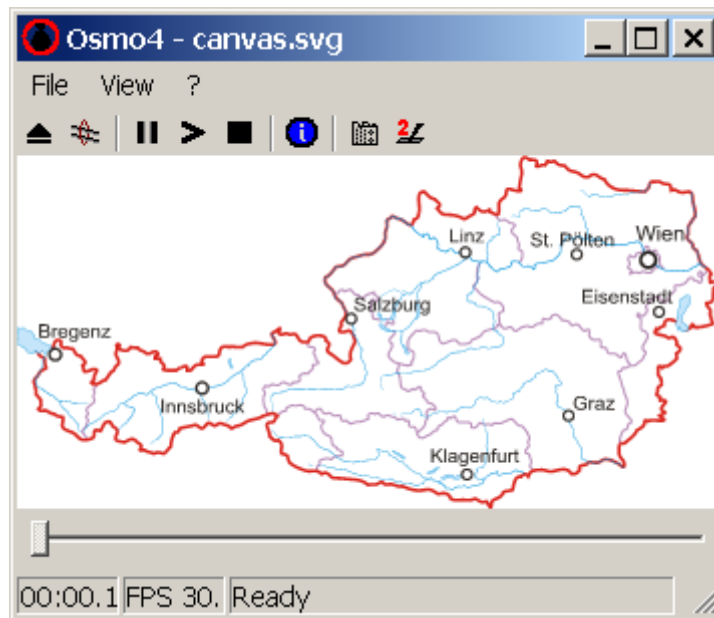 Osmo4 - canvas.svg
File View ?
i 2
Linz St. Pölten Wien
Salzburg Eisenstadt
Bregenz
Innsbruck Graz
Klagenfurt
00:00.1 FPS 30. Ready